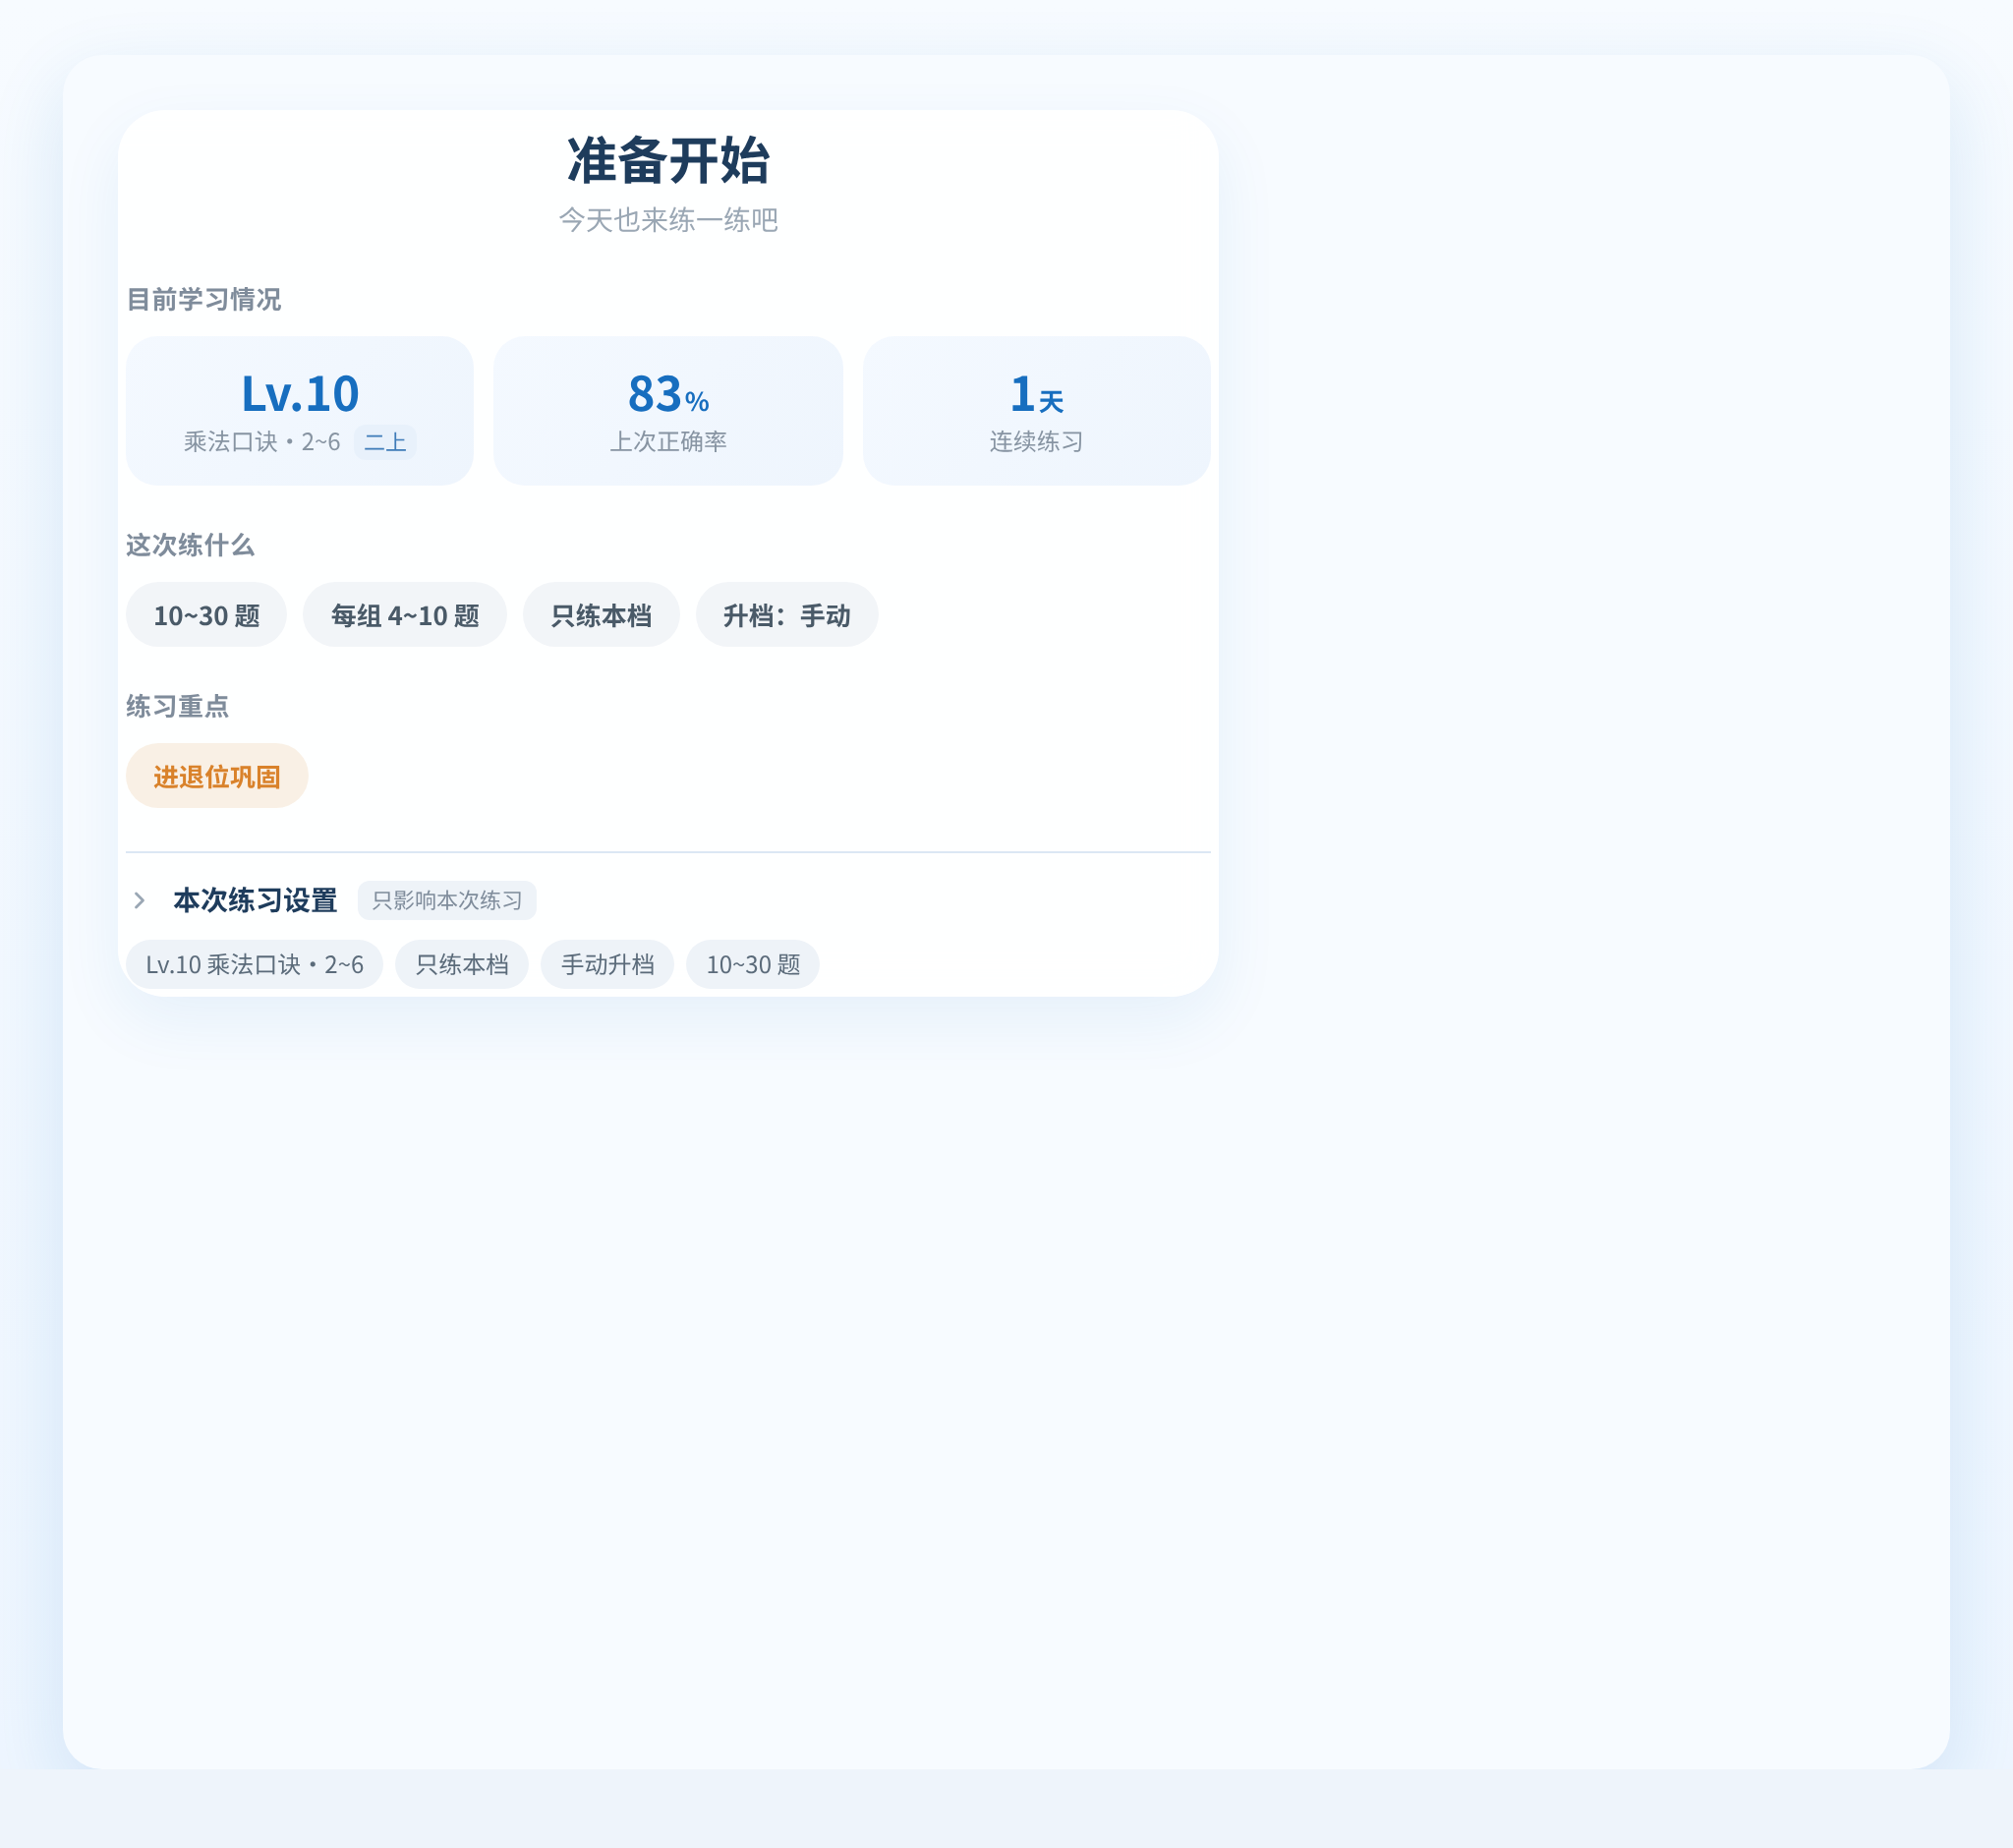 准备开始
今天也来练一练吧
目前学习情况
Lv.10
乘法口诀·2~6 二上
83%
上次正确率
1天
连续练习
这次练什么
10~30 题 每组 4~10 题 只练本档 升档：手动
练习重点
进退位巩固
本次练习设置 只影响本次练习
Lv.10 乘法口诀·2~6 只练本档 手动升档 10~30 题